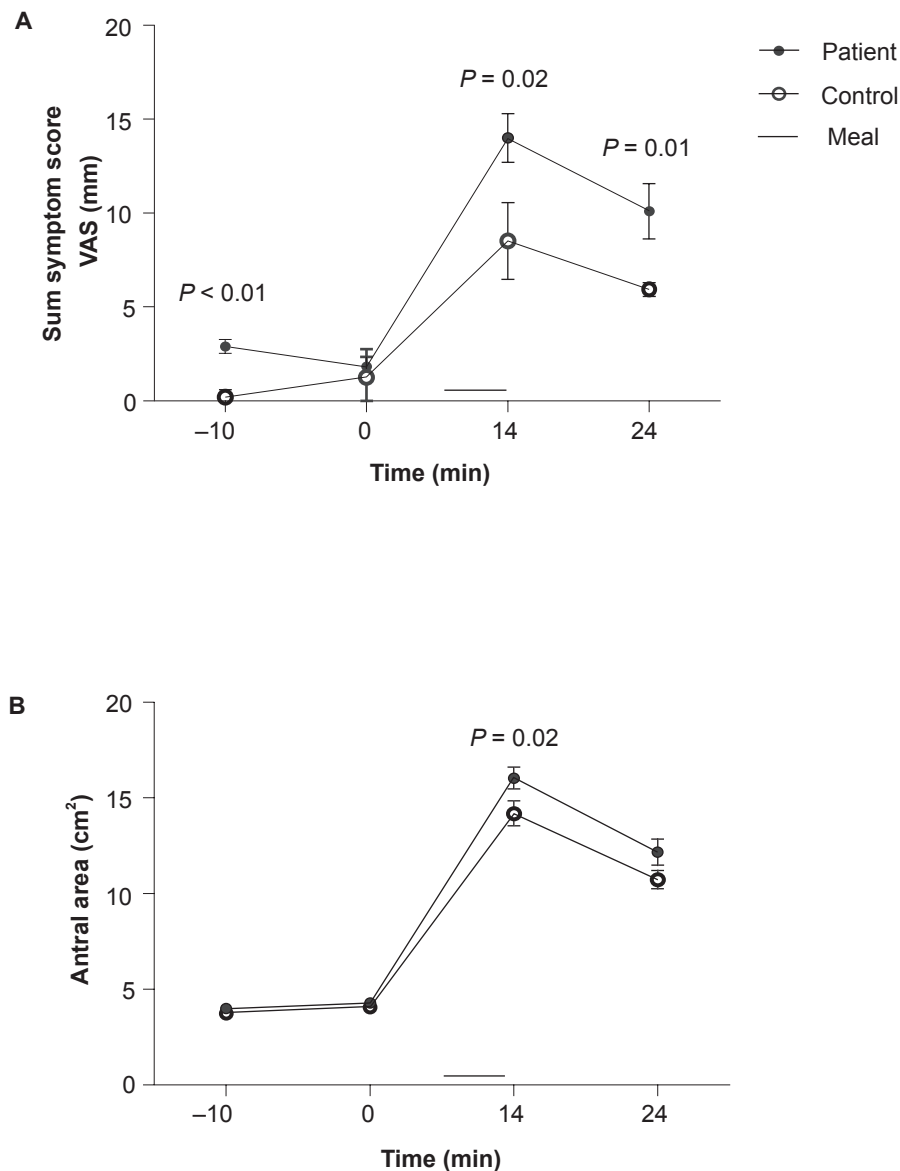 A
20
15
10
5
0
Sum symptom score
VAS (mm)
P < 0.01
P = 0.02
P = 0.01
–10
0
14
24
Time (min)
Patient
Control
Meal
B
20
15
10
5
0
Antral area (cm²)
P = 0.02
–10
0
14
24
Time (min)